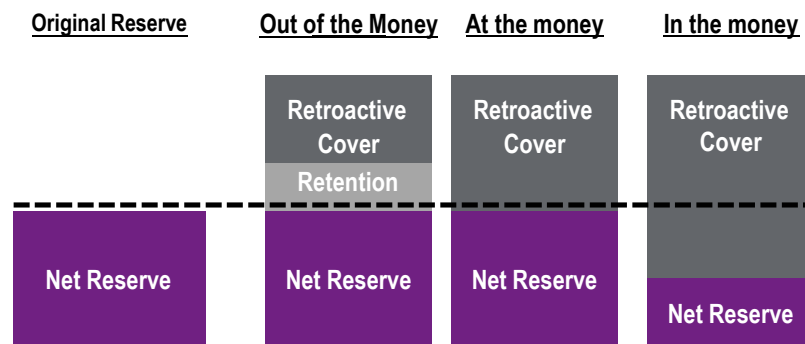 Original Reserve
Out of the Money
At the money
In the money
Retroactive
Cover
Retroactive
Cover
Retroactive
Cover
Retention
Net Reserve
Net Reserve
Net Reserve
Net Reserve